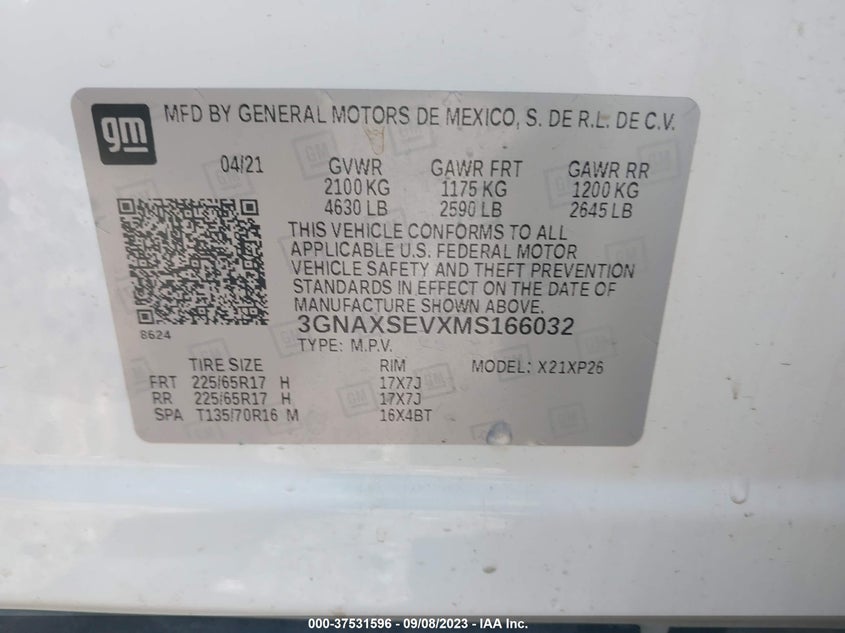 gm
MFD BY GENERAL MOTORS DE MEXICO, S. DE R.L. DE C.V.
04/21 GVWR GAWR FRT GAWR RR
2100 KG 1175 KG 1200 KG
4630 LB 2590 LB 2645 LB
THIS VEHICLE CONFORMS TO ALL
APPLICABLE U.S. FEDERAL MOTOR
VEHICLE SAFETY AND THEFT PREVENTION
STANDARDS IN EFFECT ON THE DATE OF
MANUFACTURE SHOWN ABOVE.
3GNAXSEVXMS166032
8624
TYPE: M.P.V.
TIRE SIZE RIM MODEL: X21XP26
FRT 225/65R17 H 17X7J
RR 225/65R17 H 17X7J
SPA T135/70R16 M 16X4BT
000-37531596 - 09/08/2023 - IAA Inc.